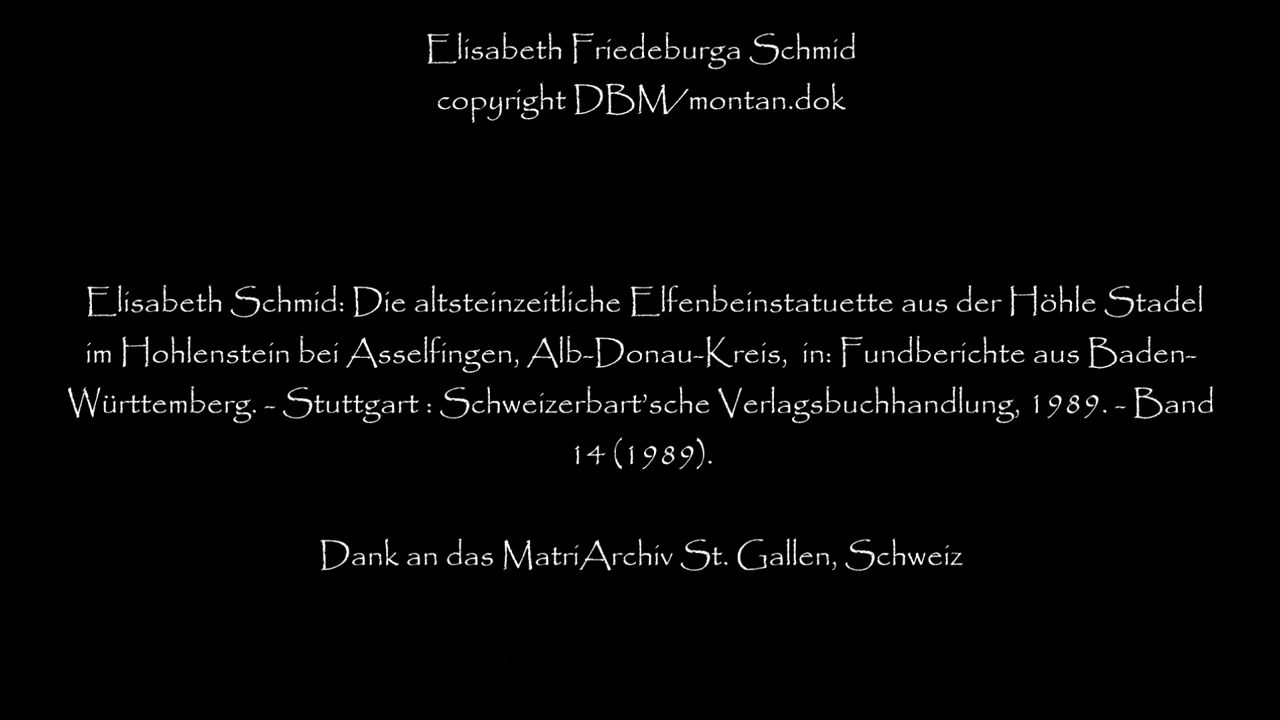 Elisabeth Friedeburga Schmid
copyright DBM/montan.dok
Elisabeth Schmid: Die altsteinzeitliche Elfenbeinstatuette aus der Höhle Stadel
im Hohlenstein bei Asselfingen, Alb-Donau-Kreis, in: Fundberichte aus Baden-
Württemberg. - Stuttgart : Schweizerbart'sche Verlagsbuchhandlung, 1989. - Band
14 (1989).
Dank an das MatriArchiv St. Gallen, Schweiz